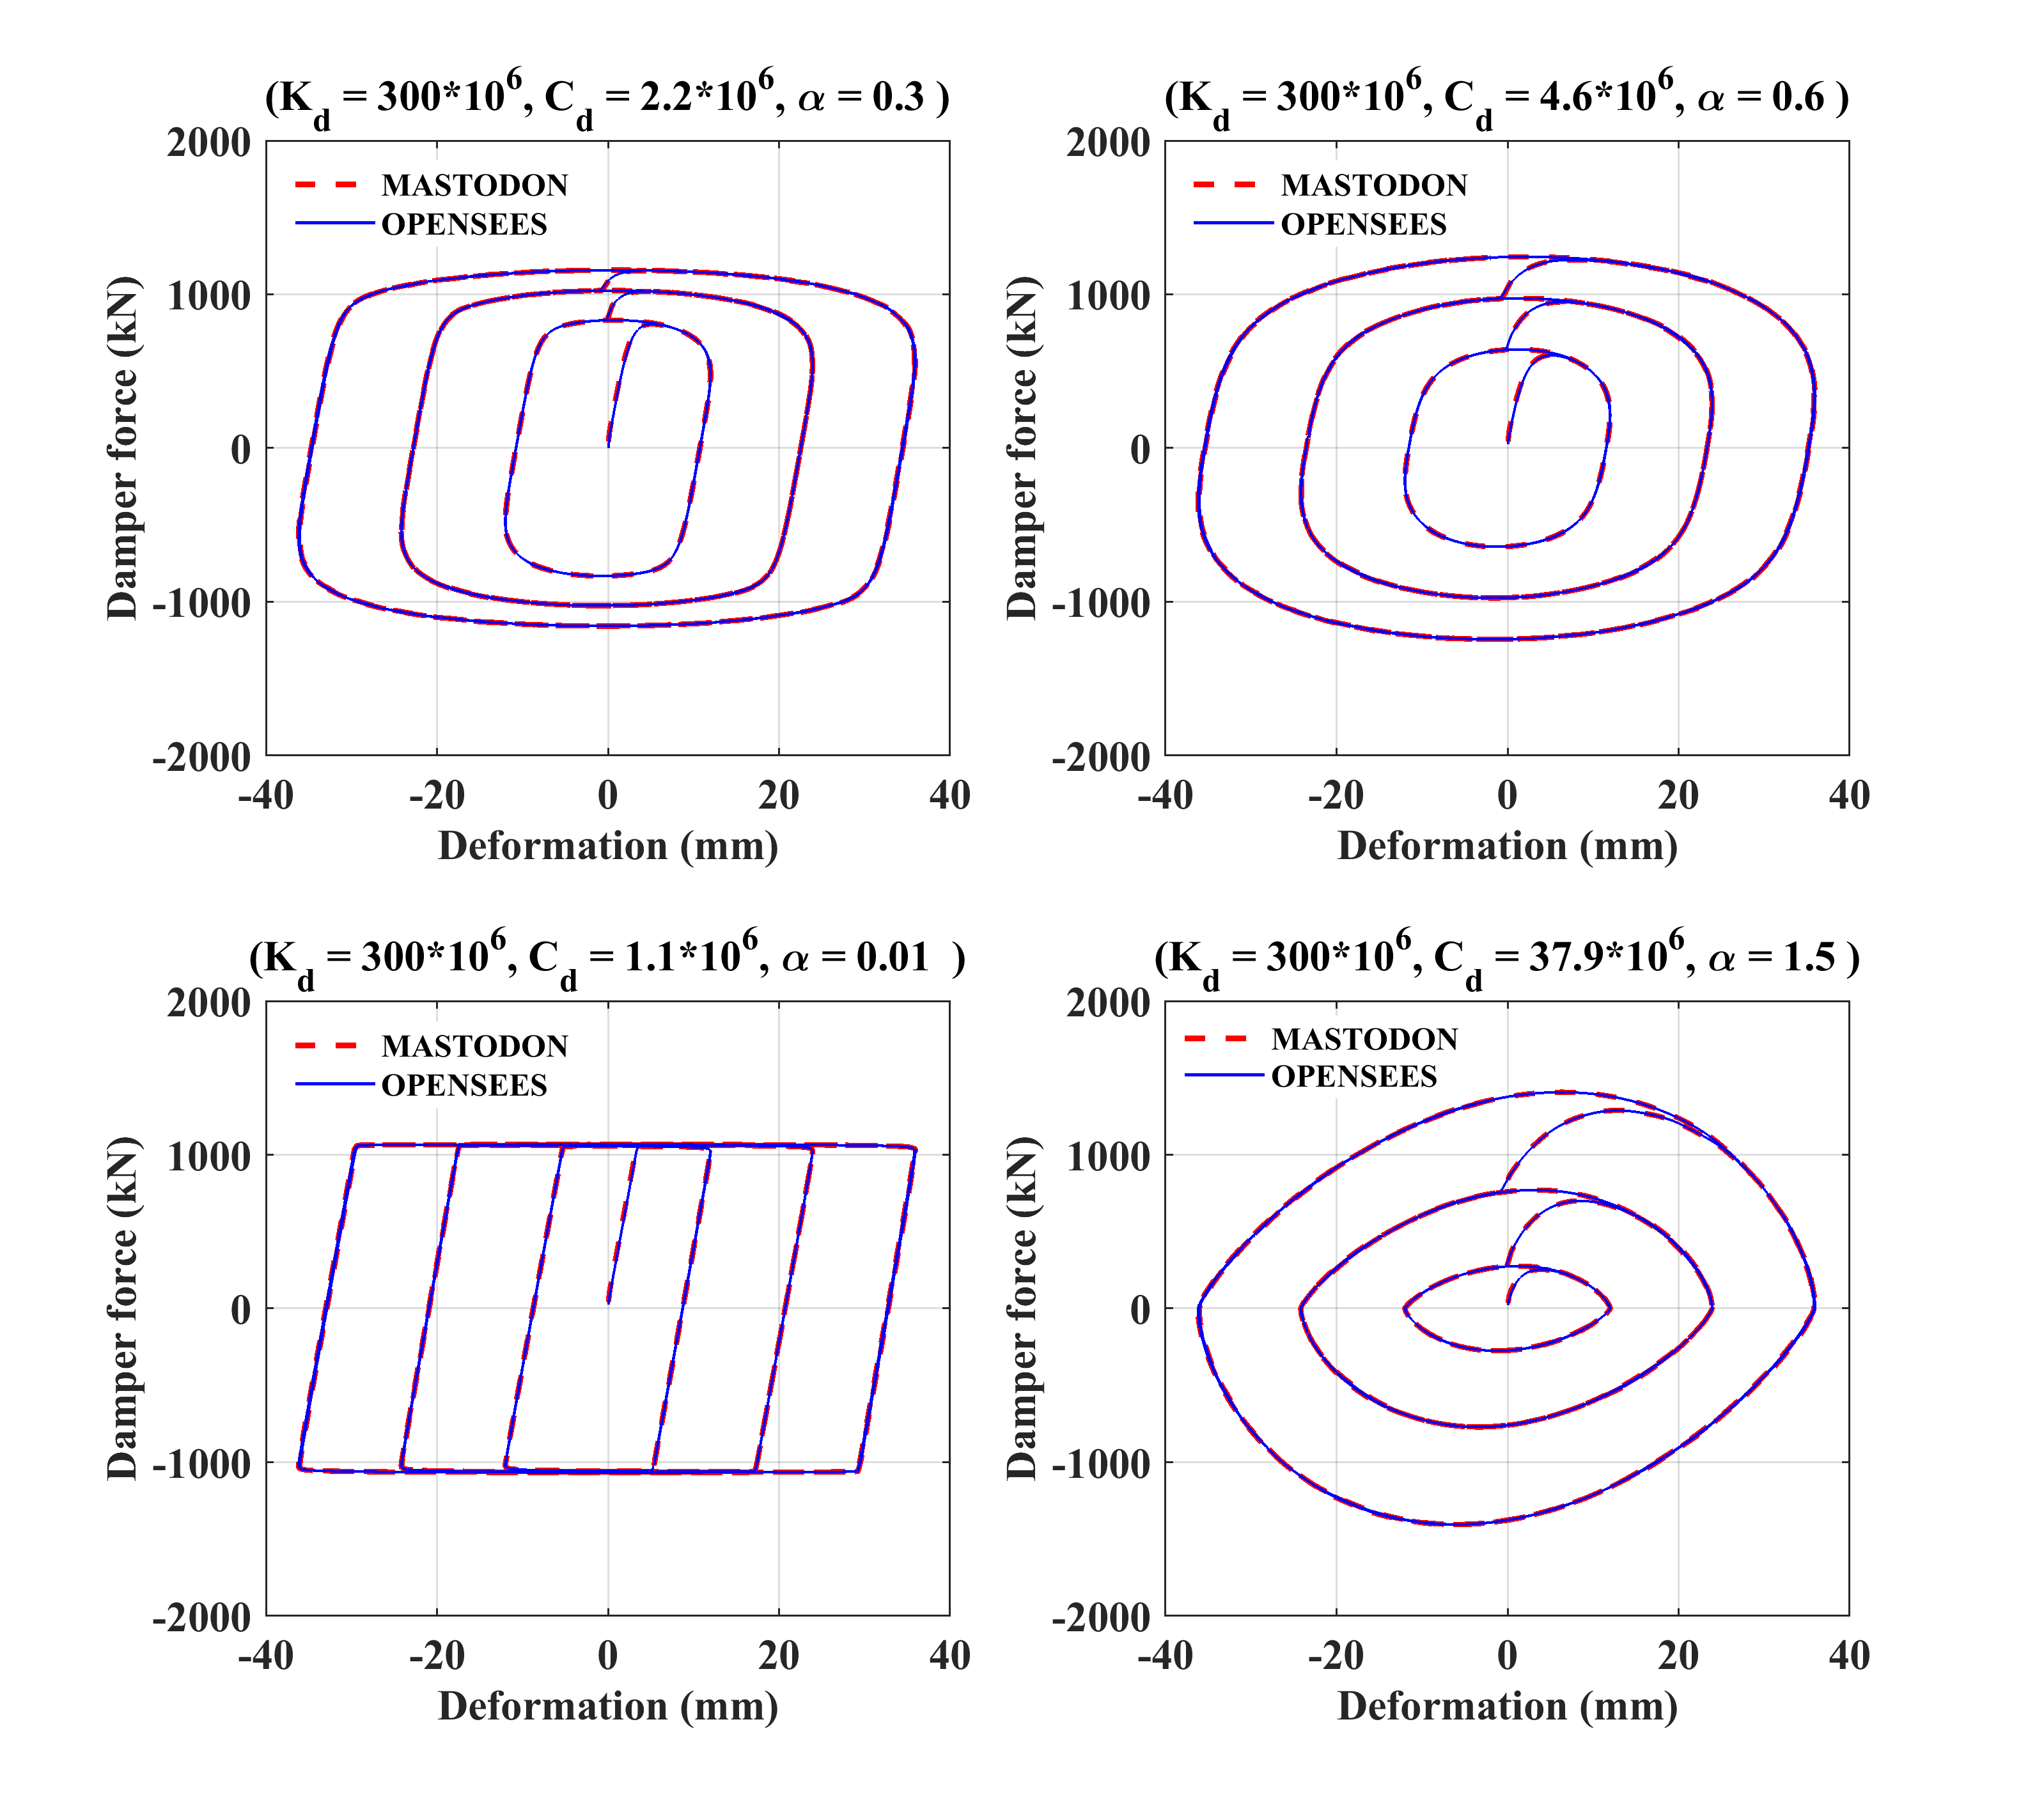 (K_d = 300*10^6, C_d = 2.2*10^6, α = 0.3 )
2000
1000
0
-1000
-2000
MASTODON
OPENSEES
Damper force (kN)
-40 -20 0 20 40
Deformation (mm)
(K_d = 300*10^6, C_d = 4.6*10^6, α = 0.6 )
2000
1000
0
-1000
-2000
MASTODON
OPENSEES
Damper force (kN)
-40 -20 0 20 40
Deformation (mm)
(K_d = 300*10^6, C_d = 1.1*10^6, α = 0.01 )
2000
1000
0
-1000
-2000
MASTODON
OPENSEES
Damper force (kN)
-40 -20 0 20 40
Deformation (mm)
(K_d = 300*10^6, C_d = 37.9*10^6, α = 1.5 )
2000
1000
0
-1000
-2000
MASTODON
OPENSEES
Damper force (kN)
-40 -20 0 20 40
Deformation (mm)